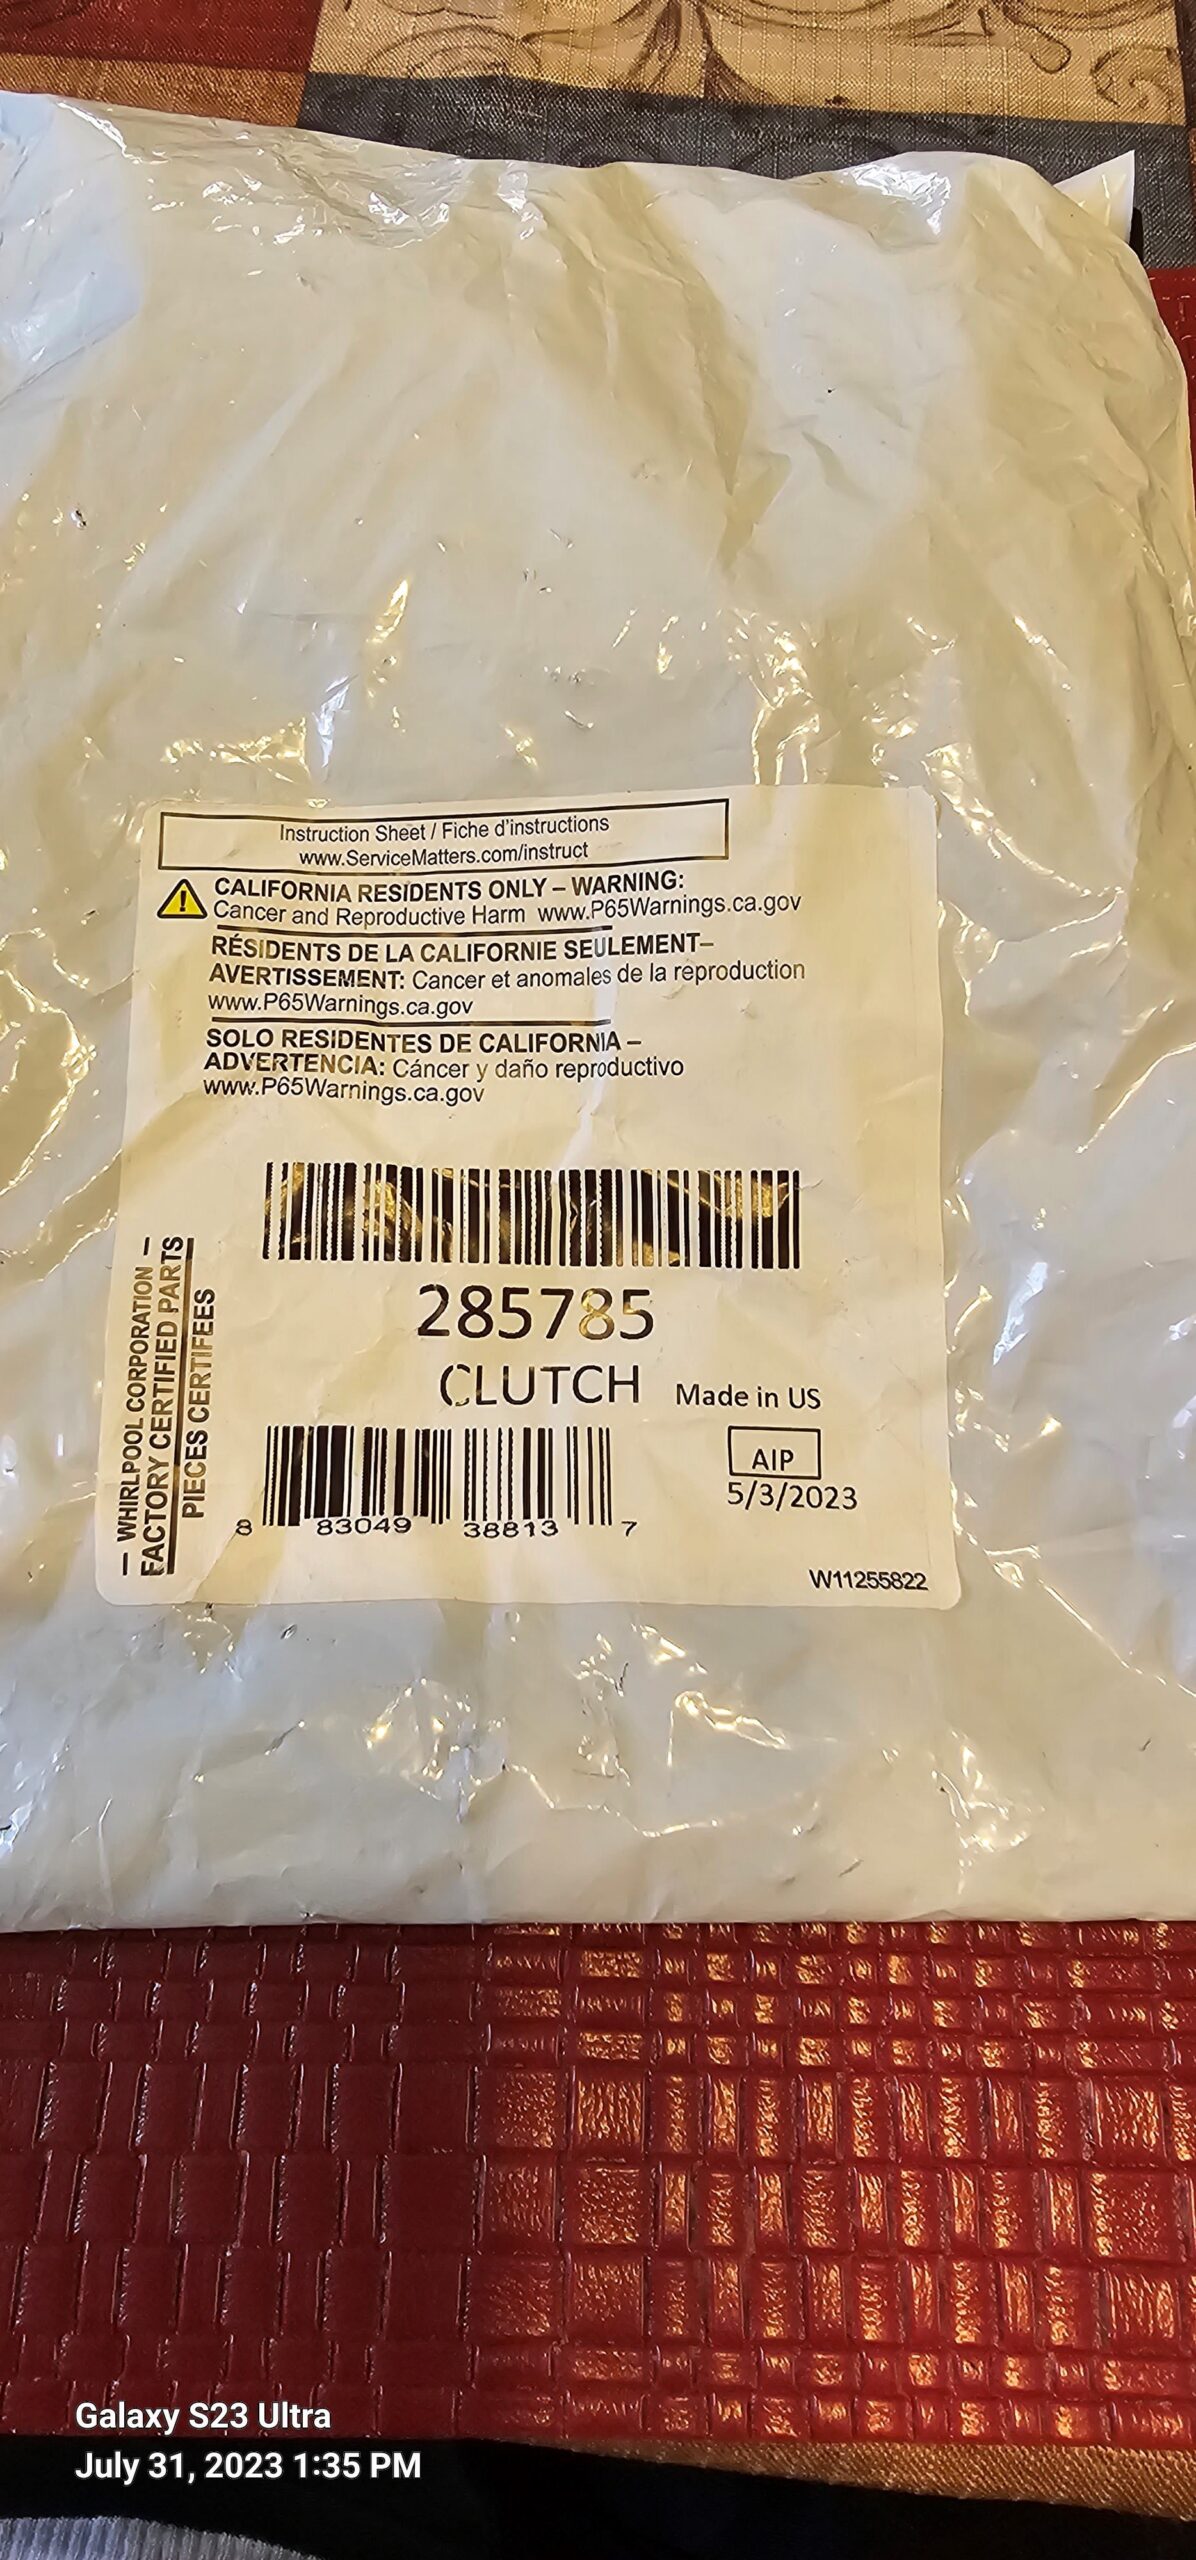 Instruction Sheet / Fiche d'instructions
www.ServiceMatters.com/instruct
CALIFORNIA RESIDENTS ONLY – WARNING:
Cancer and Reproductive Harm www.P65Warnings.ca.gov
RÉSIDENTS DE LA CALIFORNIE SEULEMENT–
AVERTISSEMENT: Cancer et anomales de la reproduction
www.P65Warnings.ca.gov
SOLO RESIDENTES DE CALIFORNIA –
ADVERTENCIA: Cáncer y daño reproductivo
www.P65Warnings.ca.gov
— WHIRLPOOL CORPORATION —
FACTORY CERTIFIED PARTS
PIECES CERTIFEES
285785
CLUTCH Made in US
AIP
5/3/2023
8 83049 38813 7
W11255822
Galaxy S23 Ultra
July 31, 2023 1:35 PM